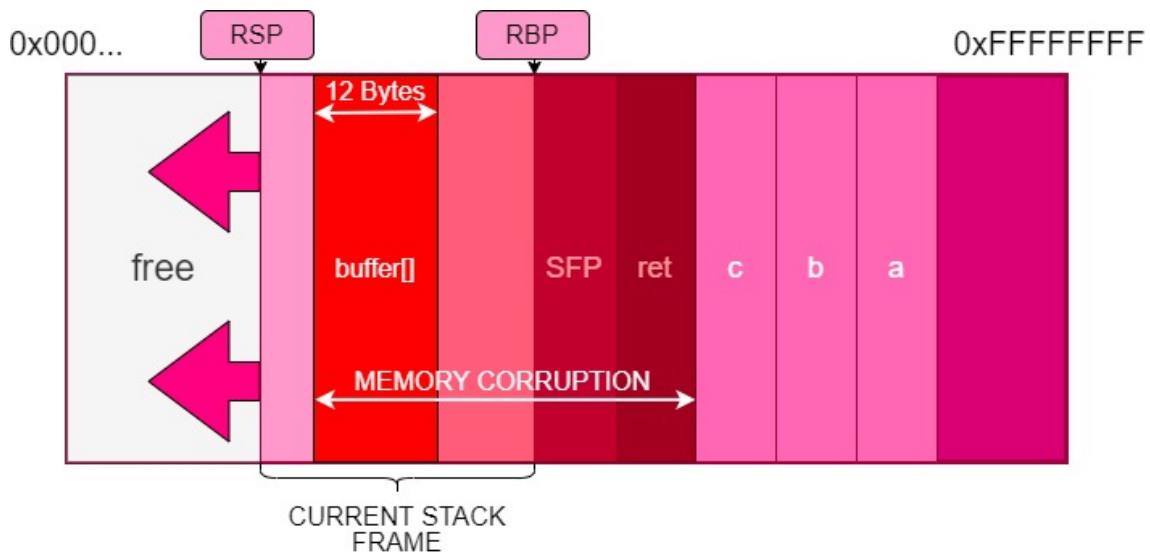 RSP
RBP
0x000...
0xFFFFFFFF
12 Bytes
free
buffer[]
SFP
ret
c
b
a
MEMORY CORRUPTION
CURRENT STACK
FRAME